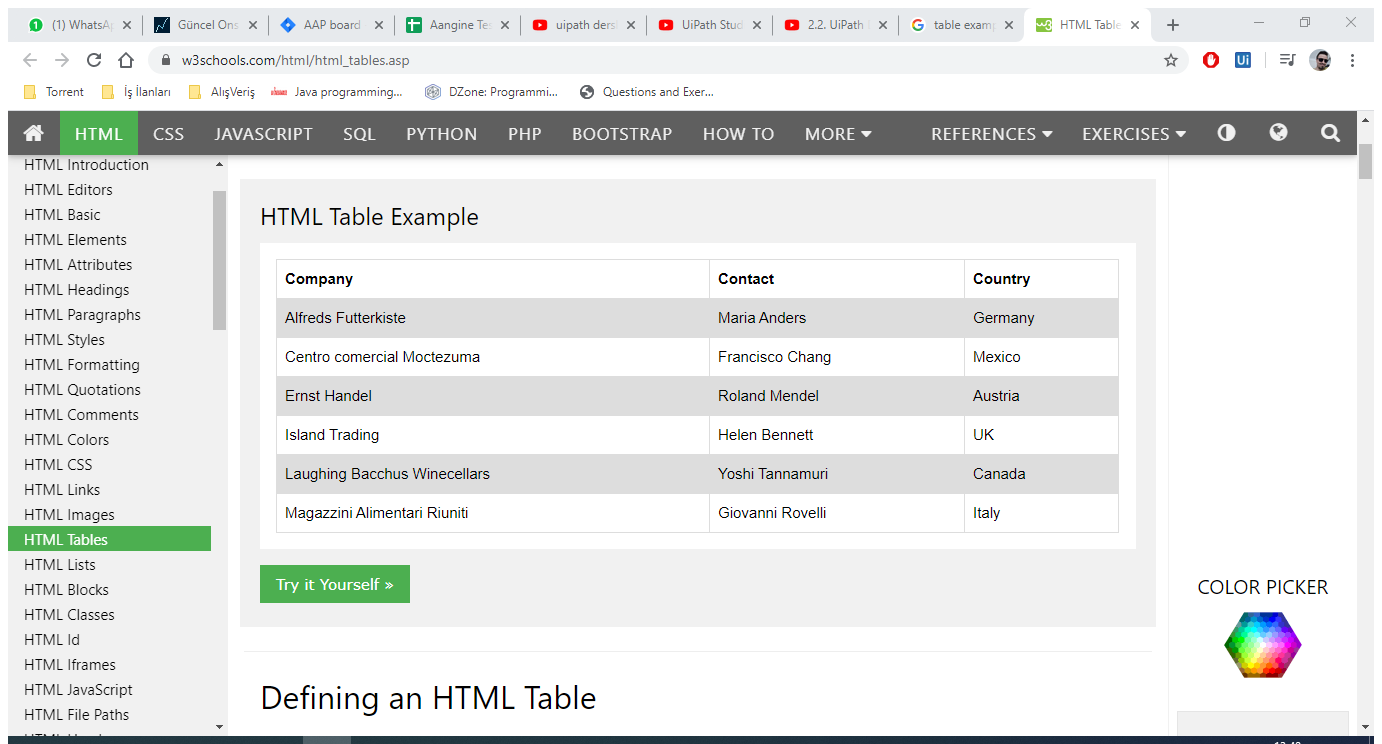 (1) WhatsAp
Güncel Ons
AAP board
Aangine Tes
uipath ders
UiPath Stud
2.2. UiPath
table examp
HTML Table
w3schools.com/html/html_tables.asp
Torrent
İş İlanları
AlışVeriş
Java programming...
DZone: Programmi...
Questions and Exer...
HTML CSS JAVASCRIPT SQL PYTHON PHP BOOTSTRAP HOW TO MORE REFERENCES EXERCISES
HTML Introduction
HTML Editors
HTML Basic
HTML Elements
HTML Attributes
HTML Headings
HTML Paragraphs
HTML Styles
HTML Formatting
HTML Quotations
HTML Comments
HTML Colors
HTML CSS
HTML Links
HTML Images
HTML Tables
HTML Lists
HTML Blocks
HTML Classes
HTML Id
HTML Iframes
HTML JavaScript
HTML File Paths
HTML Table Example
Company Contact Country
Alfreds Futterkiste Maria Anders Germany
Centro comercial Moctezuma Francisco Chang Mexico
Ernst Handel Roland Mendel Austria
Island Trading Helen Bennett UK
Laughing Bacchus Winecellars Yoshi Tannamuri Canada
Magazzini Alimentari Riuniti Giovanni Rovelli Italy
Try it Yourself »
Defining an HTML Table
COLOR PICKER